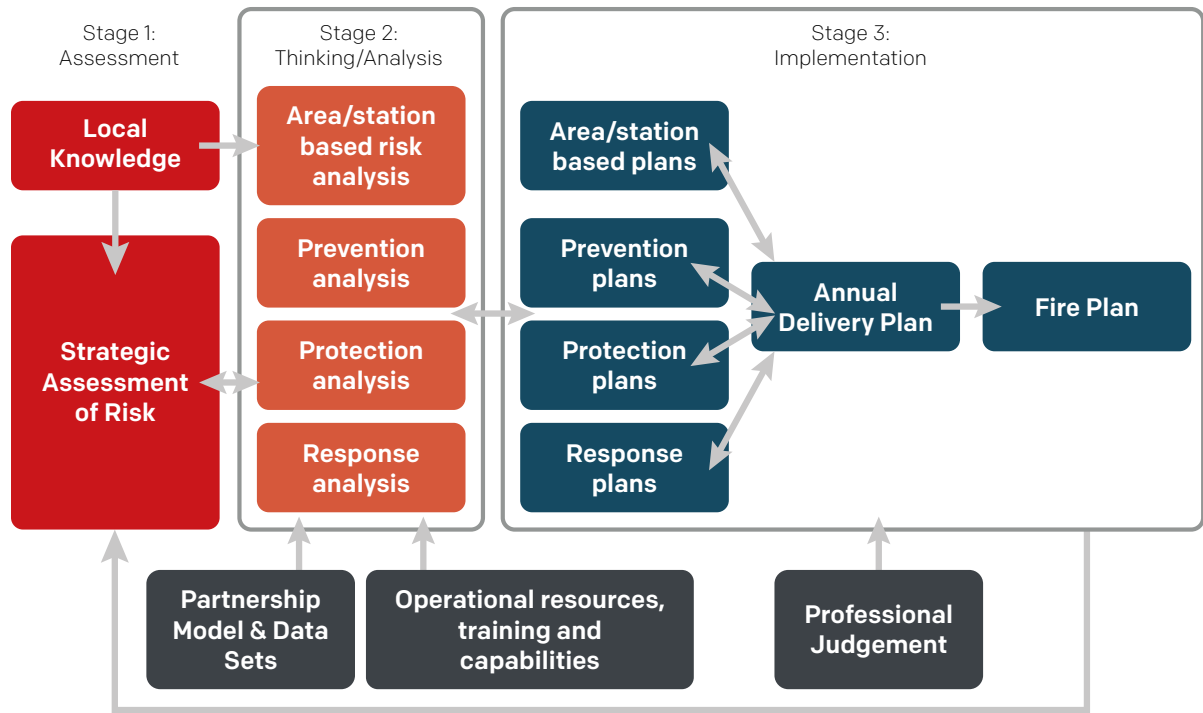 Stage 1:
Assessment
Stage 2:
Thinking/Analysis
Stage 3:
Implementation
Local
Knowledge
Strategic
Assessment
of Risk
Area/station
based risk
analysis
Prevention
analysis
Protection
analysis
Response
analysis
Area/station
based plans
Prevention
plans
Protection
plans
Response
plans
Annual
Delivery Plan
Fire Plan
Partnership
Model & Data
Sets
Operational resources,
training and
capabilities
Professional
Judgement